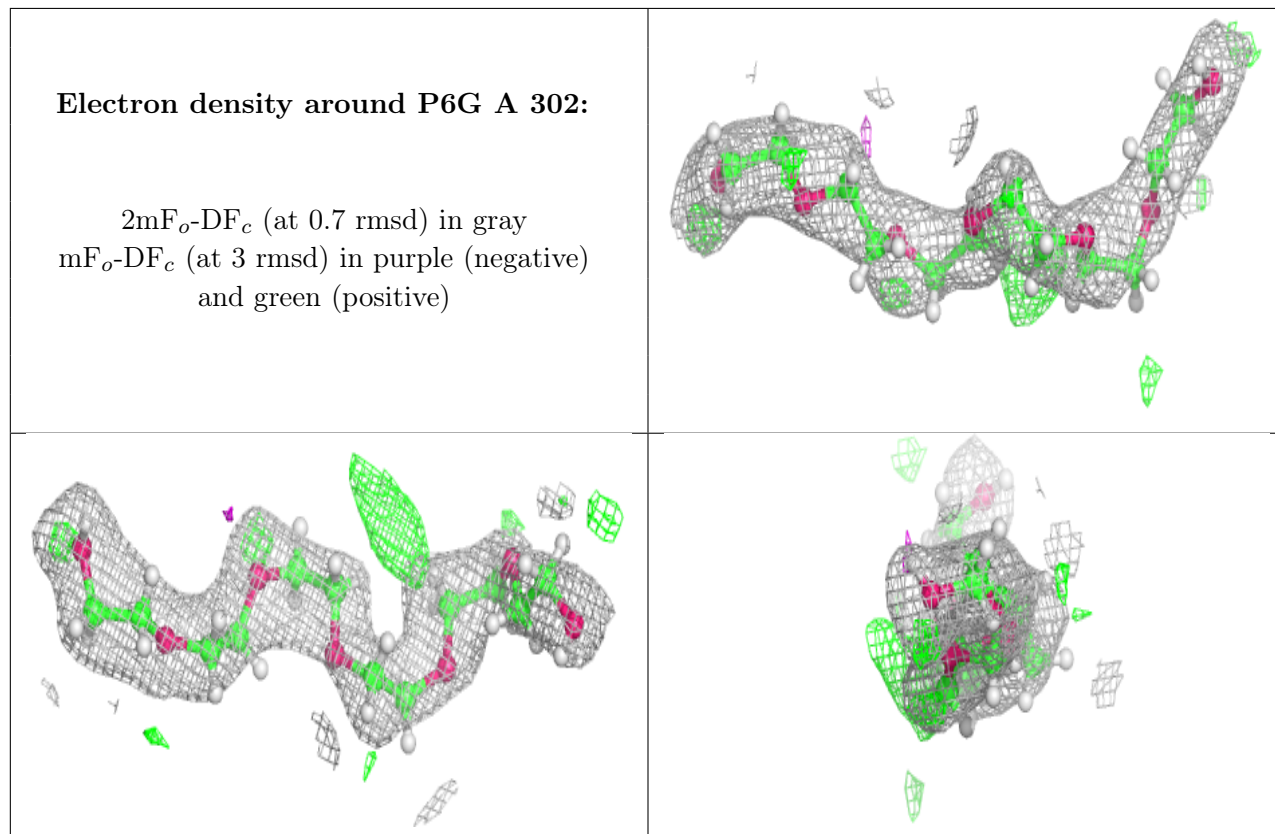 Electron density around P6G A 302:
2mFo-DFc (at 0.7 rmsd) in gray
mFo-DFc (at 3 rmsd) in purple (negative)
and green (positive)